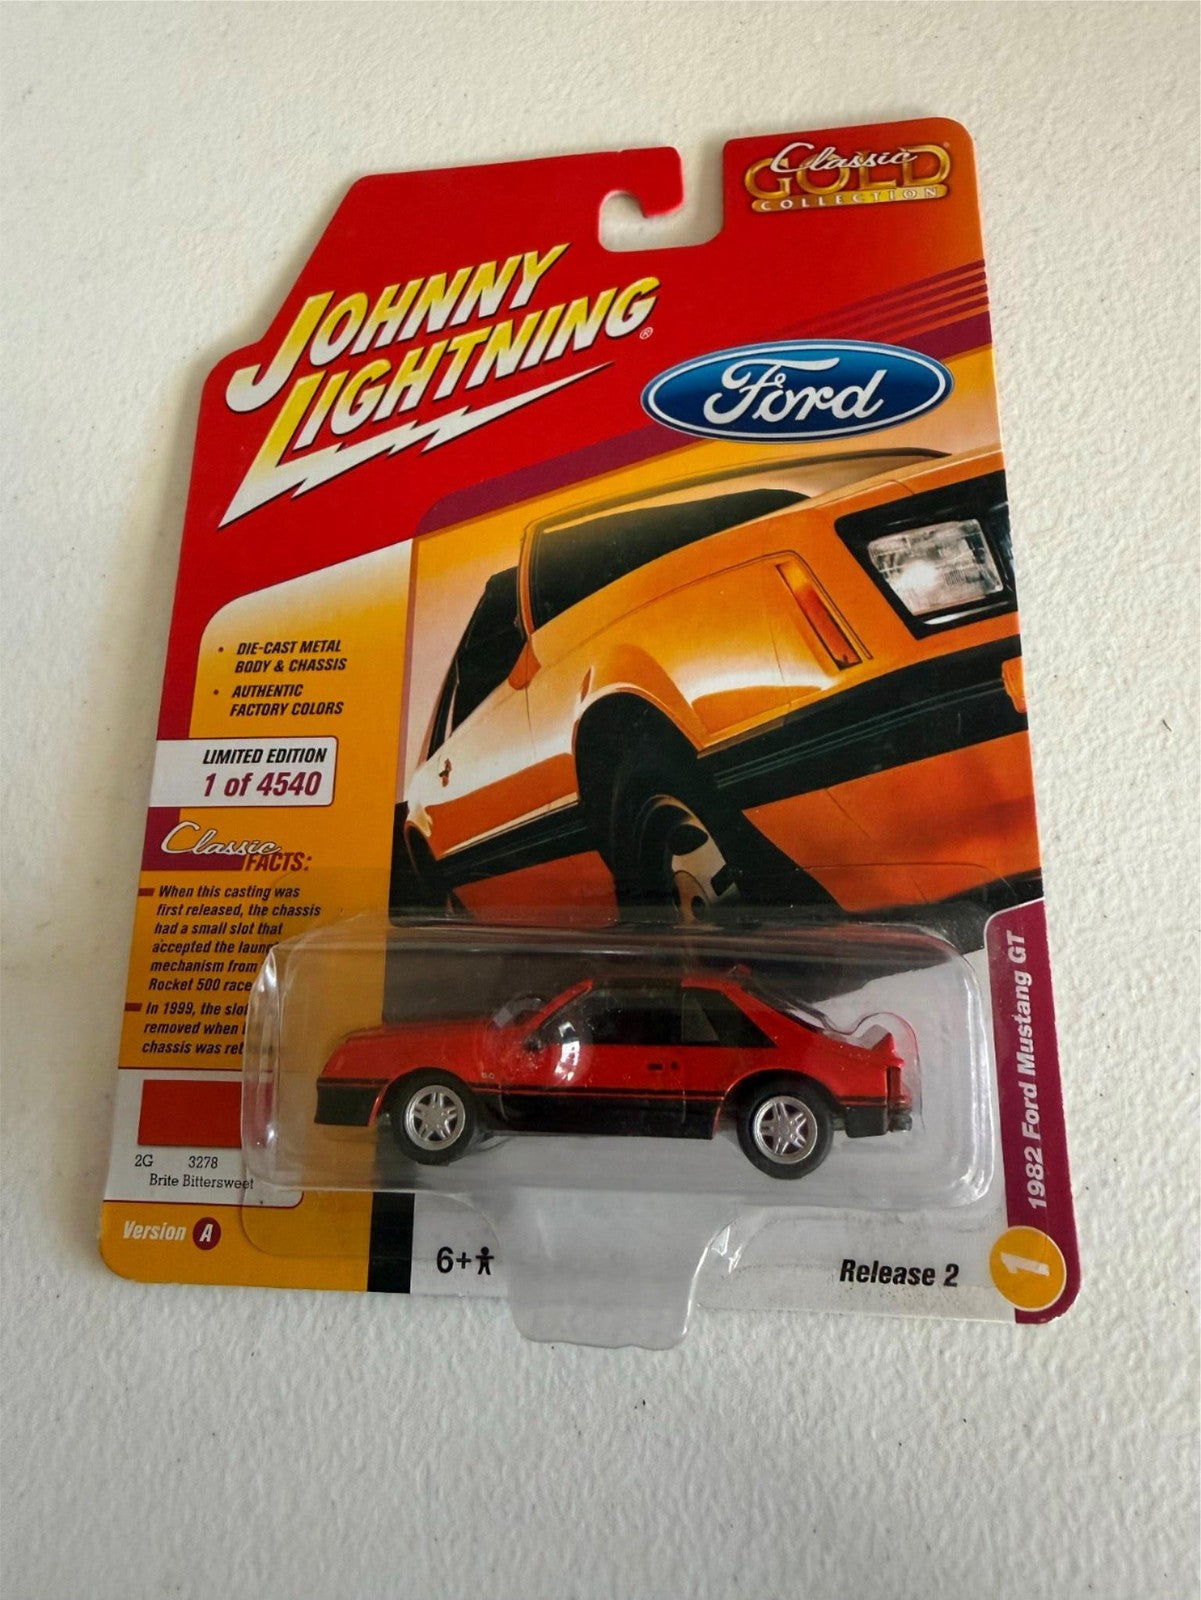 Classic
GOLD
COLLECTION
JOHNNY
LIGHTNING®
Ford
• DIE-CAST METAL
BODY & CHASSIS
• AUTHENTIC
FACTORY COLORS
LIMITED EDITION
1 of 4540
Classic
FACTS:
When this casting was
first released, the chassis
had a small slot that
accepted the
mechanism from
Rocket 500
In 1999, the
removed when
chassis was
2G 3278
Brite Bittersweet
Version A
6+
Release 2
1982 Ford Mustang GT
1